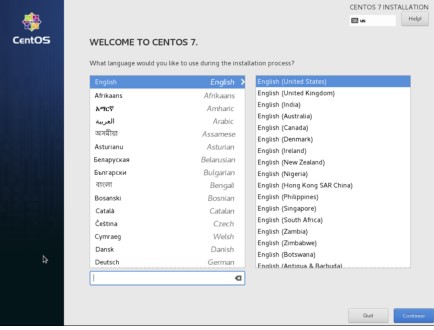 CentOS
CENTOS 7 INSTALLATION
us
Help!
WELCOME TO CENTOS 7.
What language would you like to use during the installation process?
English English >
Afrikaans Afrikaans
አማርኛ Amharic
العربية Arabic
অসমীয়া Assamese
Asturianu Asturian
Беларуская Belarusian
Български Bulgarian
বাংলা Bengali
Bosanski Bosnian
Català Catalan
Čeština Czech
Cymraeg Welsh
Dansk Danish
Deutsch German
English (United States)
English (United Kingdom)
English (India)
English (Australia)
English (Canada)
English (Denmark)
English (Ireland)
English (New Zealand)
English (Nigeria)
English (Hong Kong SAR China)
English (Philippines)
English (Singapore)
English (South Africa)
English (Zambia)
English (Zimbabwe)
English (Botswana)
English (Antigua & Barbuda)
Quit
Continue